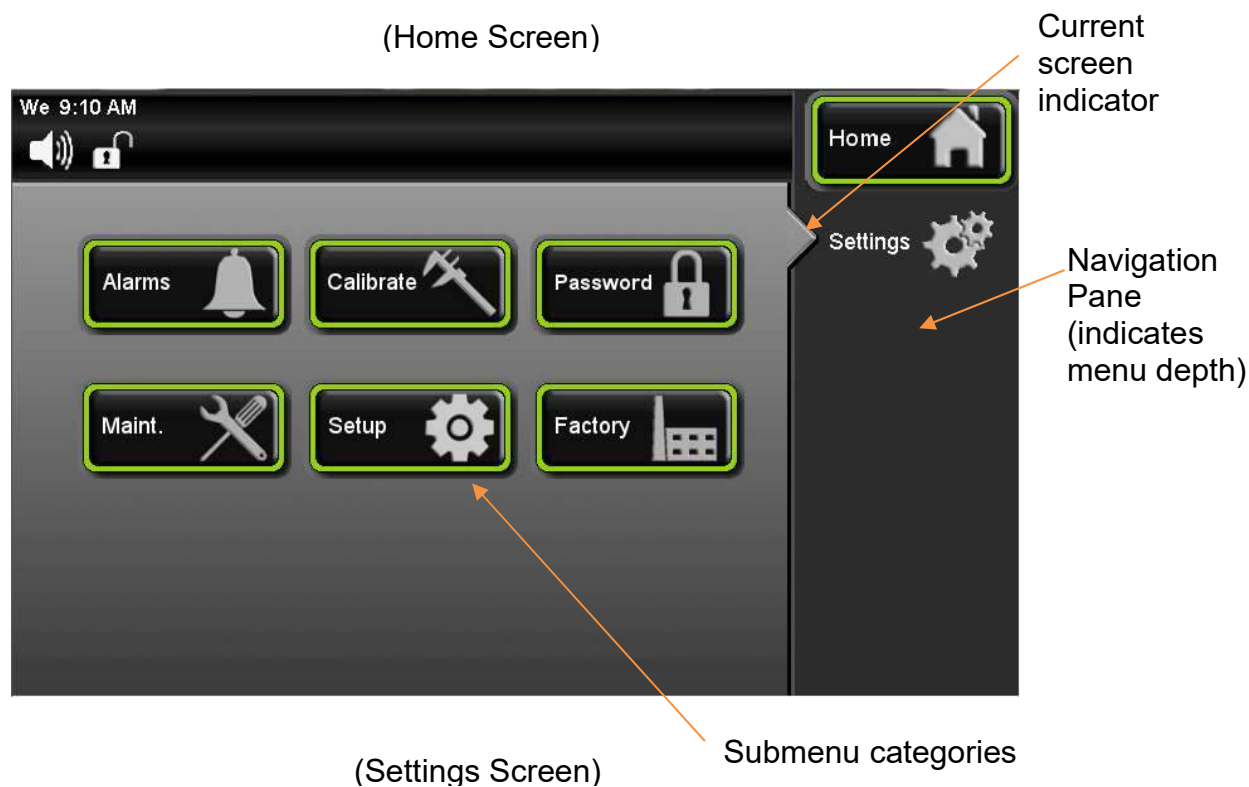 (Home Screen)
Current
screen
indicator
We 9:10 AM
Home
Settings
Navigation
Pane
(indicates
menu depth)
Alarms
Calibrate
Password
Maint.
Setup
Factory
Submenu categories
(Settings Screen)